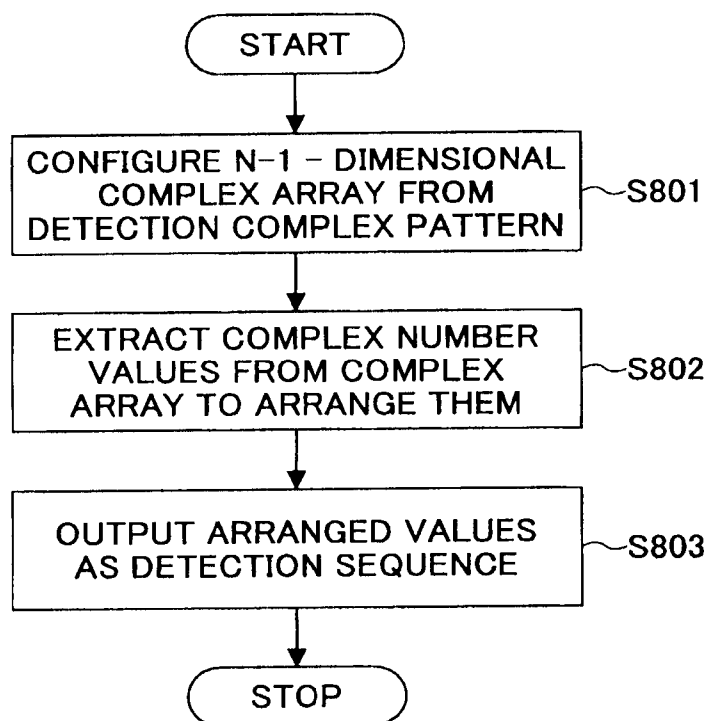 START
CONFIGURE N-1 - DIMENSIONAL
COMPLEX ARRAY FROM
DETECTION COMPLEX PATTERN
S801
EXTRACT COMPLEX NUMBER
VALUES FROM COMPLEX
ARRAY TO ARRANGE THEM
S802
OUTPUT ARRANGED VALUES
AS DETECTION SEQUENCE
S803
STOP